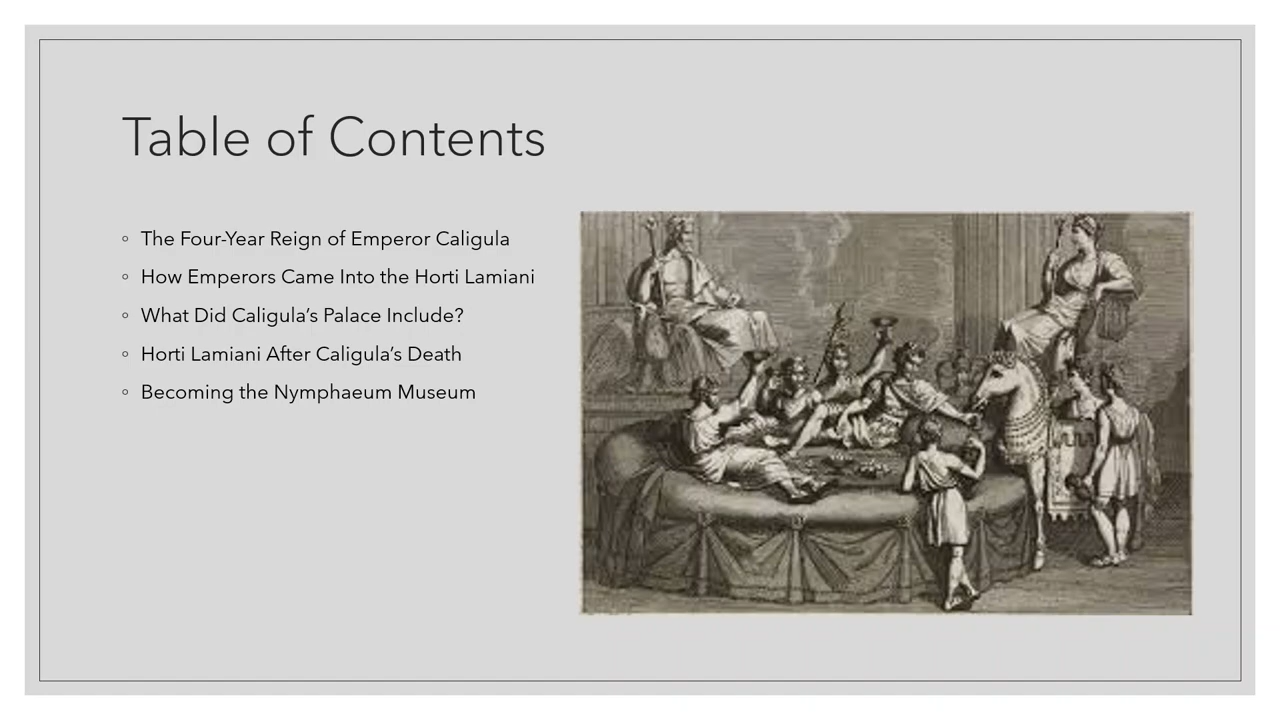 Table of Contents
◦ The Four-Year Reign of Emperor Caligula
◦ How Emperors Came Into the Horti Lamiani
◦ What Did Caligula’s Palace Include?
◦ Horti Lamiani After Caligula’s Death
◦ Becoming the Nymphaeum Museum